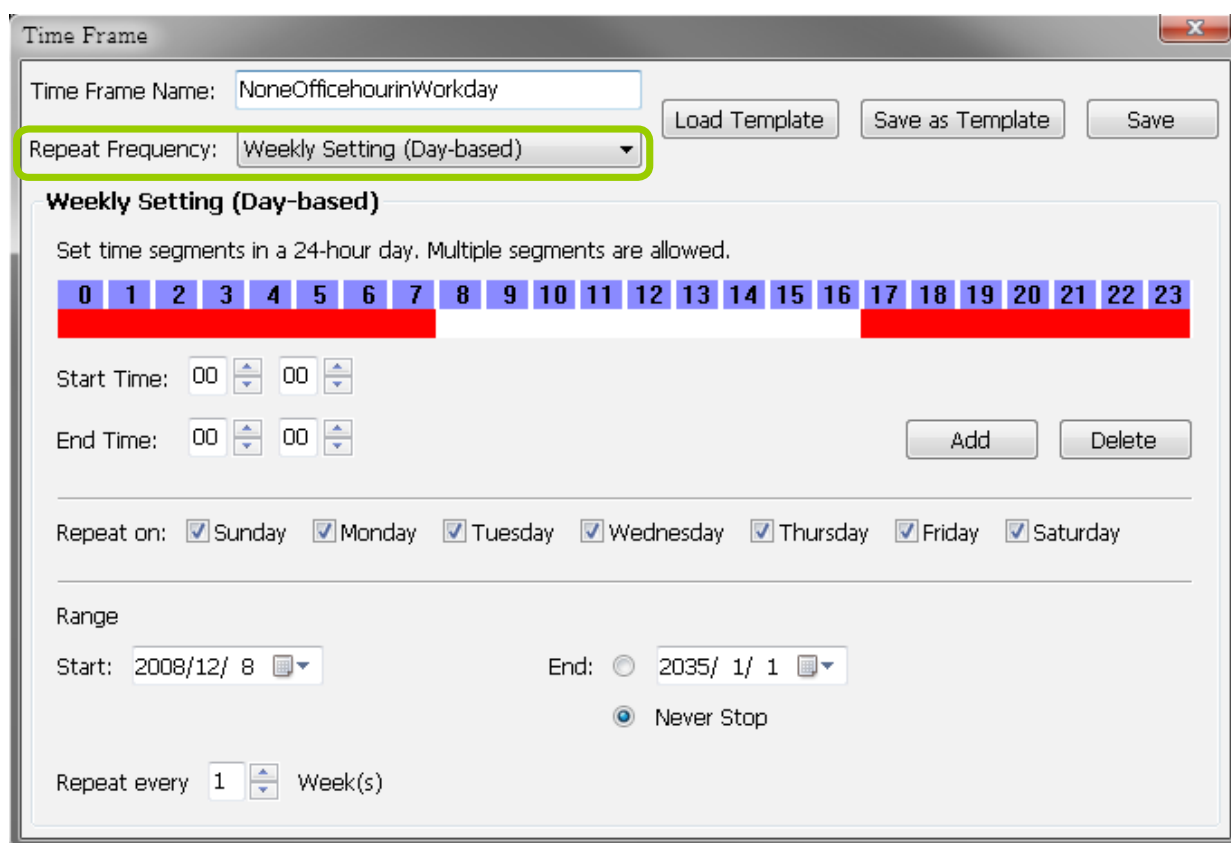 Time Frame
Time Frame Name: NoneOfficehourinWorkday
Load Template Save as Template Save
Repeat Frequency: Weekly Setting (Day-based)
Weekly Setting (Day-based)
Set time segments in a 24-hour day. Multiple segments are allowed.
0 1 2 3 4 5 6 7 8 9 10 11 12 13 14 15 16 17 18 19 20 21 22 23
Start Time: 00 00
End Time: 00 00 Add Delete
Repeat on: Sunday Monday Tuesday Wednesday Thursday Friday Saturday
Range
Start: 2008/12/ 8 End: 2035/ 1/ 1
Never Stop
Repeat every 1 Week(s)